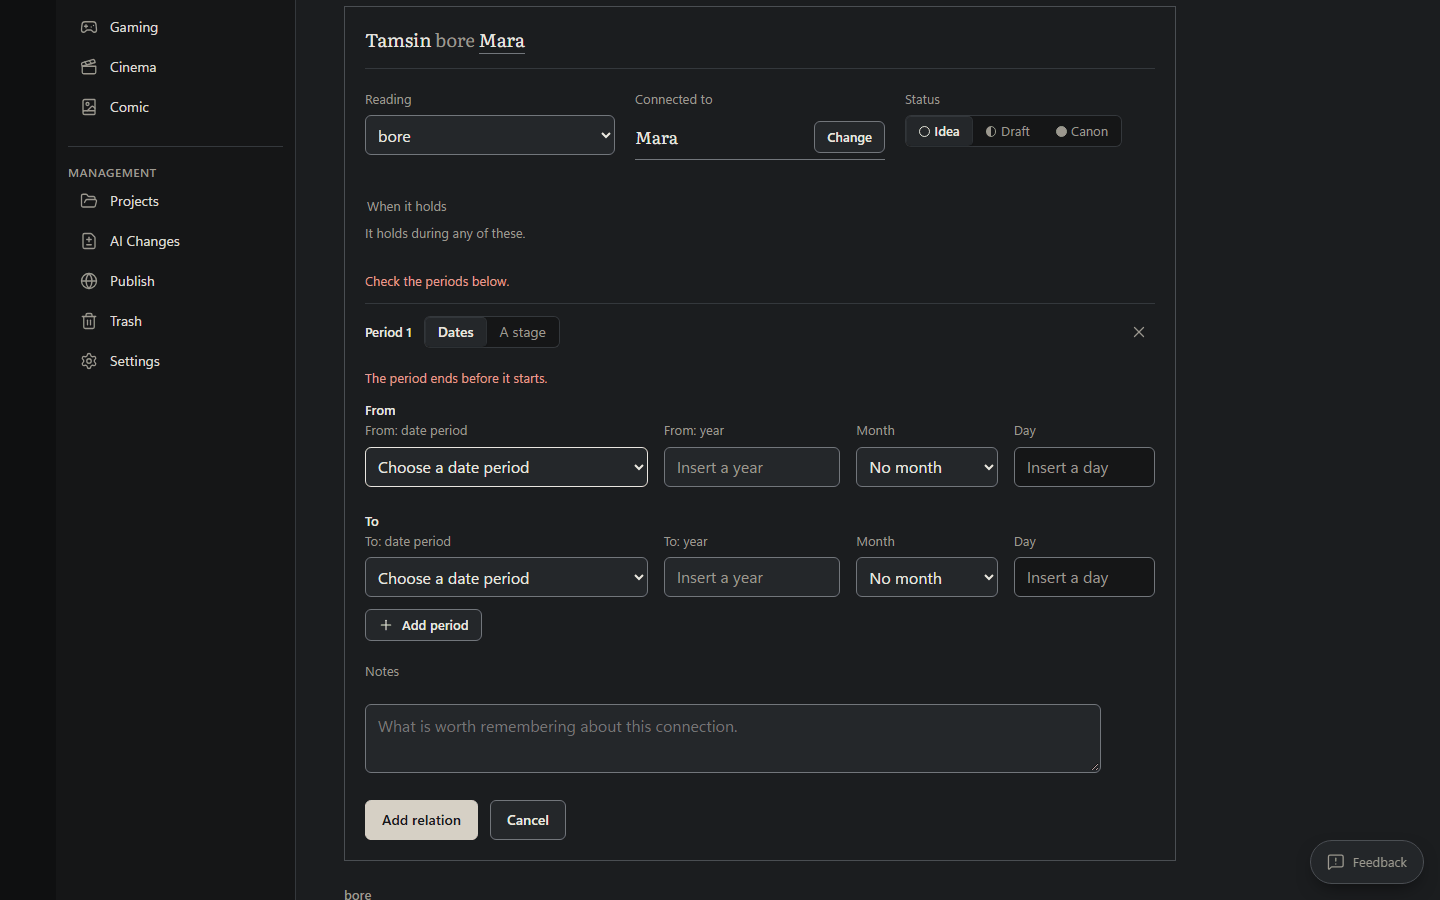 Gaming
Cinema
Comic
MANAGEMENT
Projects
AI Changes
Publish
Trash
Settings
Tamsin bore Mara
Reading
Connected to
Status
bore
Mara
Change
Idea
Draft
Canon
When it holds
It holds during any of these.
Check the periods below.
Period 1
Dates
A stage
The period ends before it starts.
From
From: date period
From: year
Month
Day
Choose a date period
Insert a year
No month
Insert a day
To
To: date period
To: year
Month
Day
Choose a date period
Insert a year
No month
Insert a day
Add period
Notes
What is worth remembering about this connection.
Add relation
Cancel
Feedback
bore